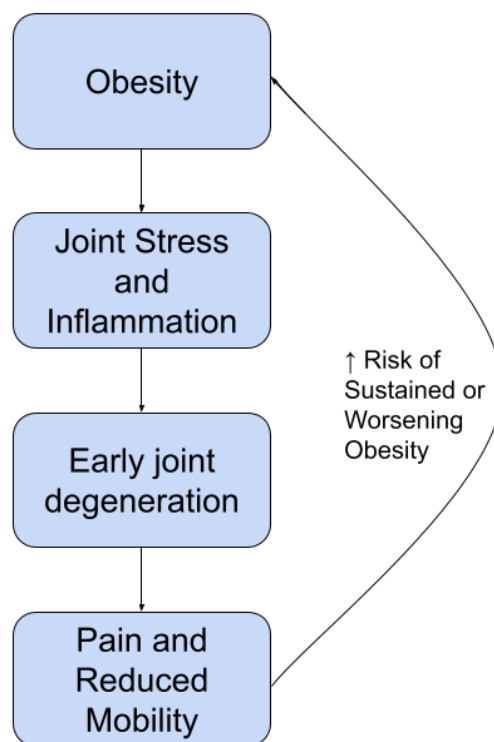 Obesity
Joint Stress
and
Inflammation
↑ Risk of
Sustained or
Worsening
Obesity
Early joint
degeneration
Pain and
Reduced
Mobility